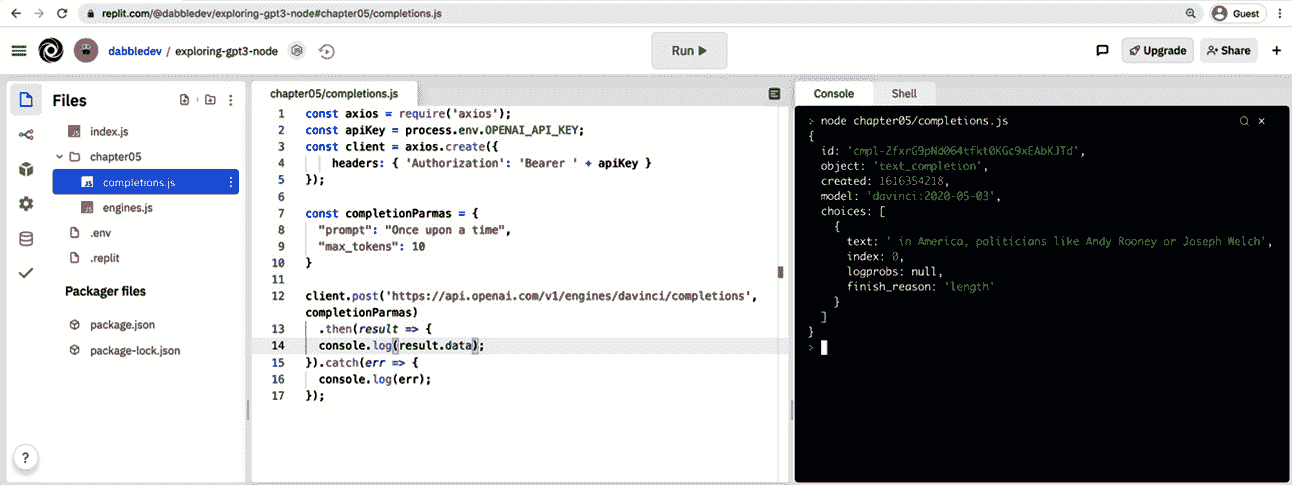 replit.com/@dabbledev/exploring-gpt3-node#chapter05/completions.js
Guest
dabbledev / exploring-gpt3-node
Run
Upgrade
Share
Files
index.js
chapter05
completions.js
engines.js
.env
.replit
Packager files
package.json
package-lock.json
?
chapter05/completions.js
1 const axios = require('axios');
2 const apiKey = process.env.OPENAI_API_KEY;
3 const client = axios.create({
4 headers: { 'Authorization': 'Bearer ' + apiKey }
5 });
6
7 const completionParmas = {
8 "prompt": "Once upon a time",
9 "max_tokens": 10
10 }
11
12 client.post('https://api.openai.com/v1/engines/davinci/completions',
completionParmas)
13 .then(result => {
14 console.log(result.data);
15 }).catch(err => {
16 console.log(err);
17 });
Console
Shell
> node chapter05/completions.js
{
id: 'cmpl-2fxrG9pNd064tfkt0KGc9xEAbKJTd',
object: 'text_completion',
created: 1616354218,
model: 'davinci:2020-05-03',
choices: [
{
text: ' in America, politicians like Andy Rooney or Joseph Welch',
index: 0,
logprobs: null,
finish_reason: 'length'
}
]
}
>